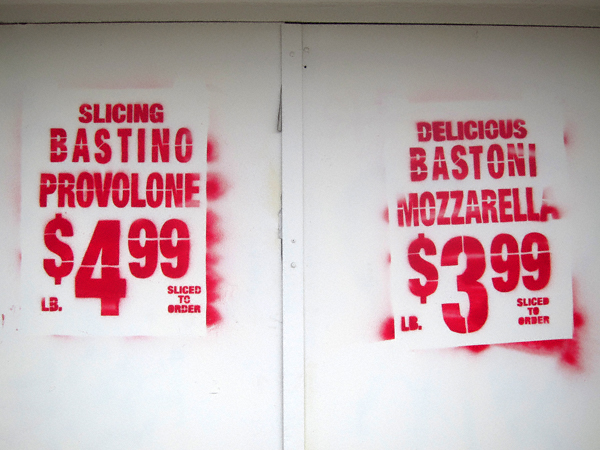 SLICING
BASTINO
PROVOLONE
$4.99
LB.
SLICED
TO
ORDER
DELICIOUS
BASTONI
MOZZARELLA
$3.99
LB.
SLICED
TO
ORDER